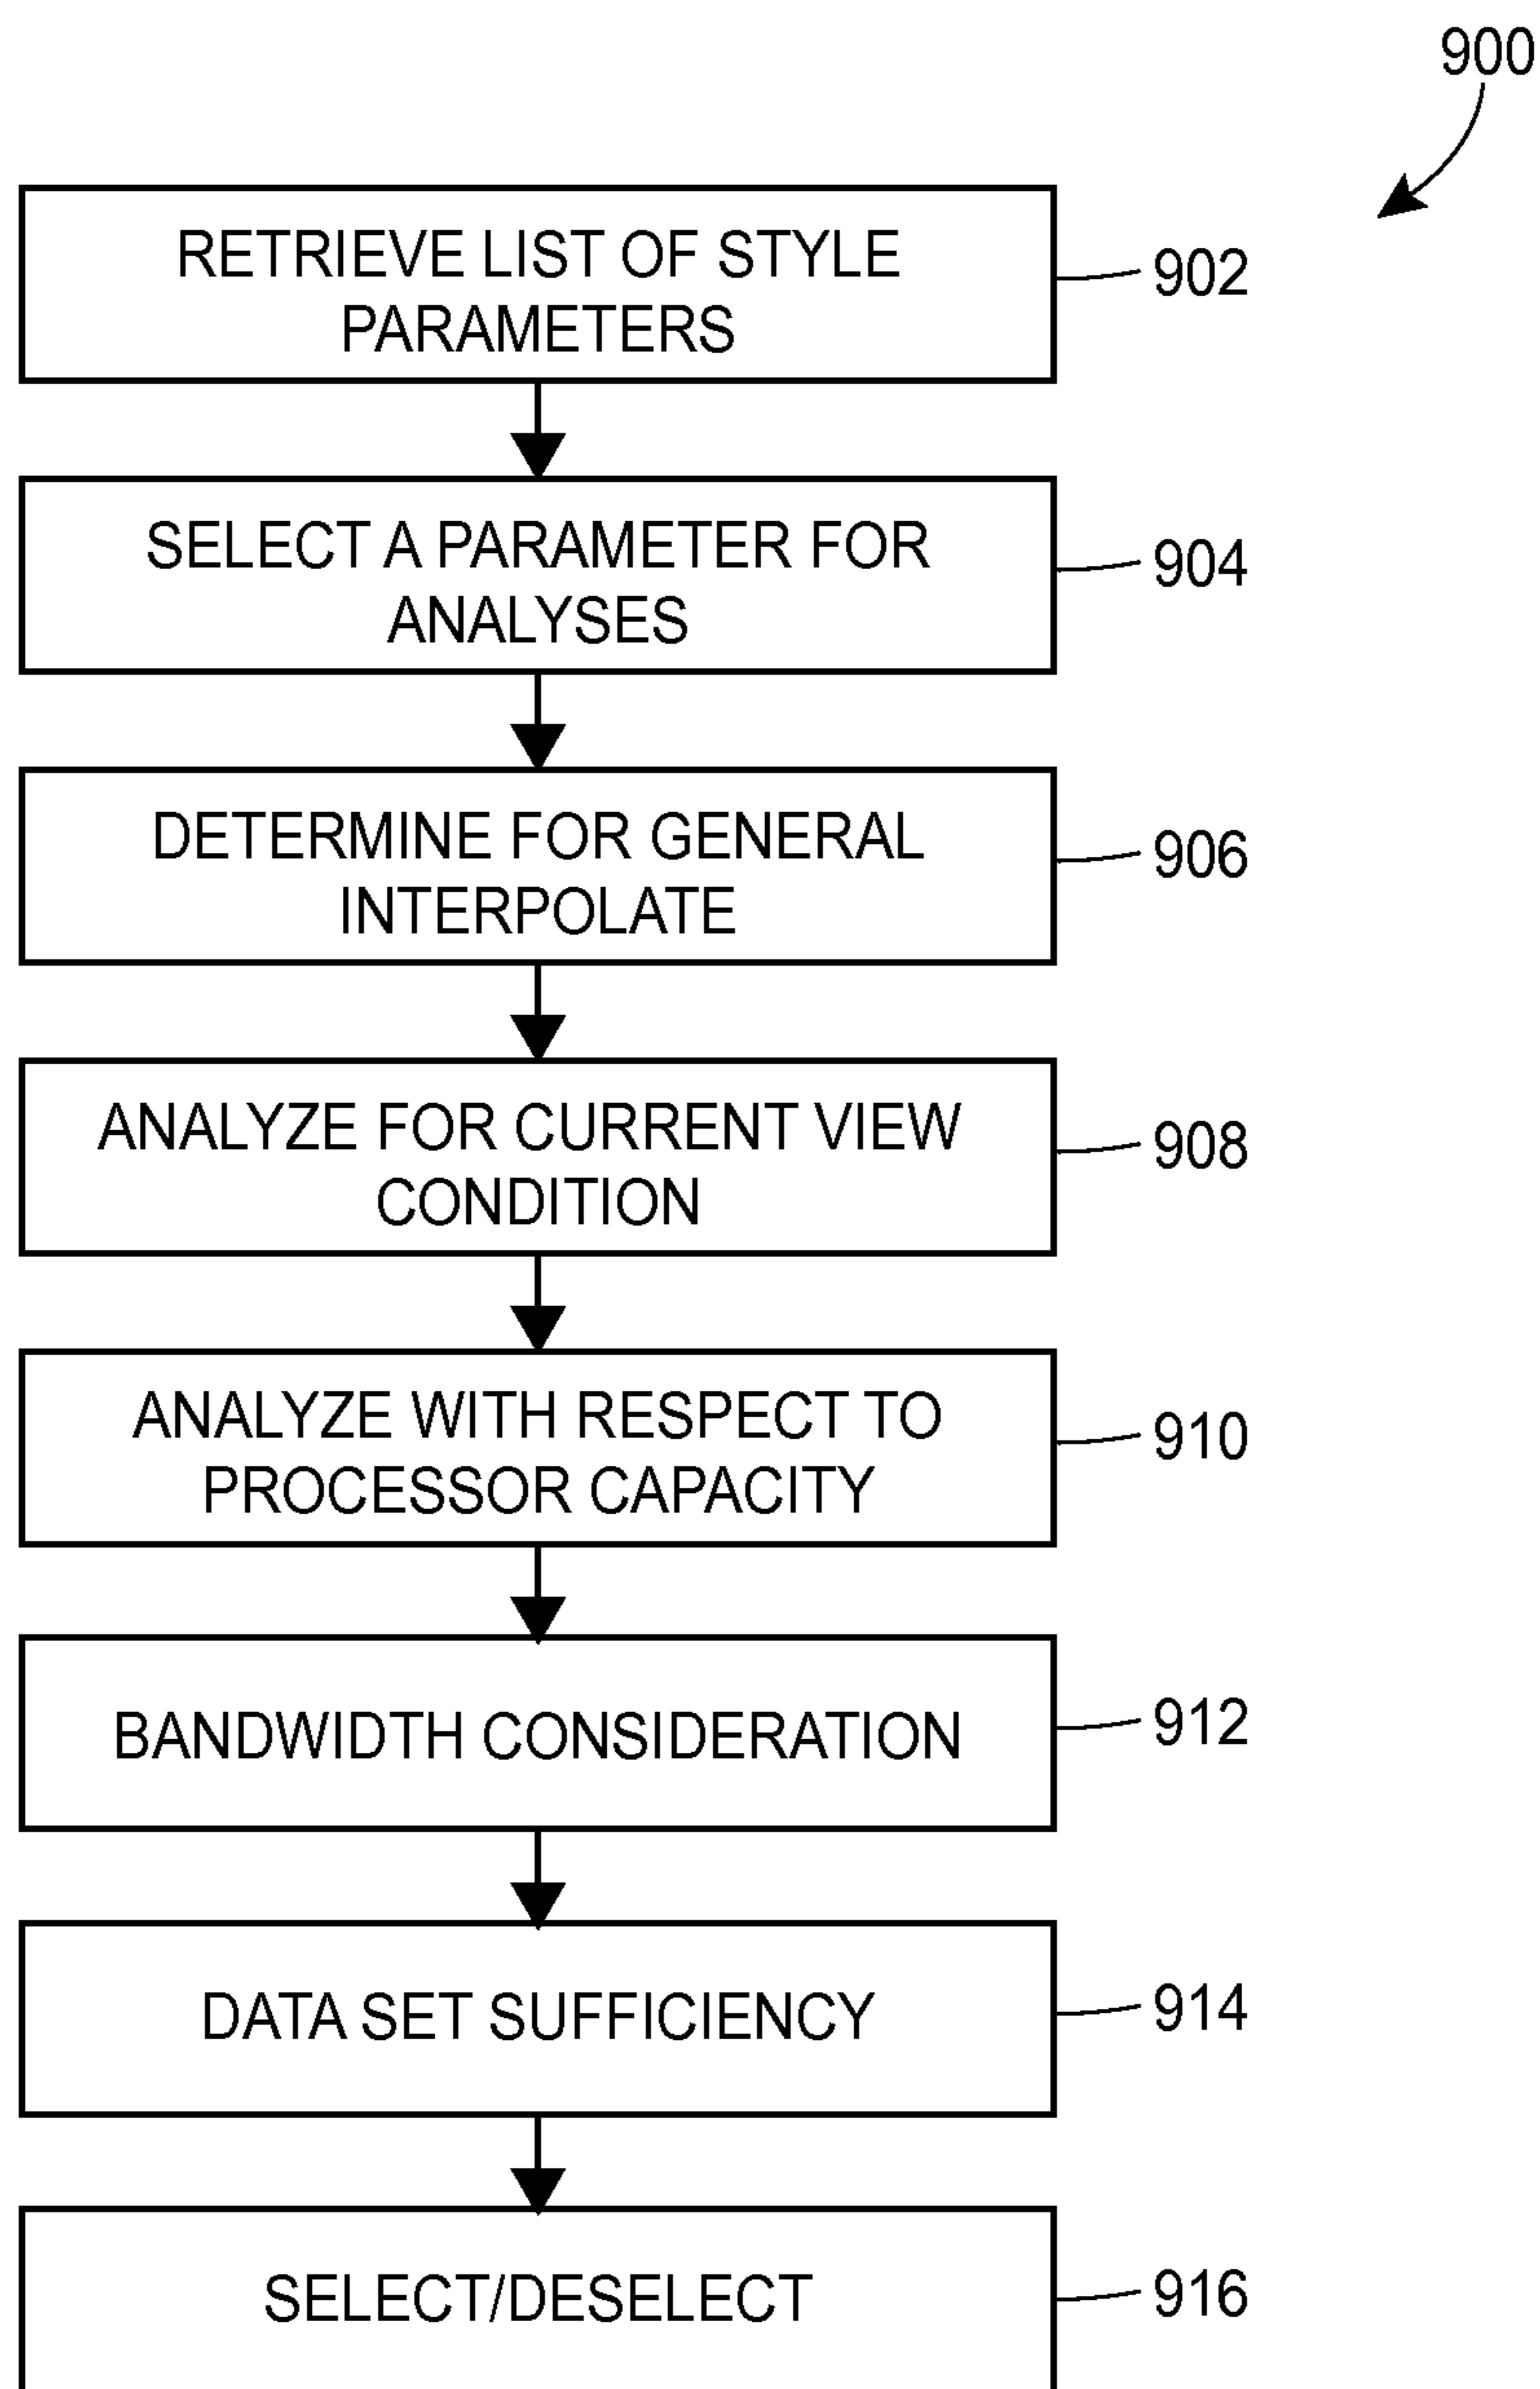 900
RETRIEVE LIST OF STYLE
PARAMETERS
902
SELECT A PARAMETER FOR
ANALYSES
904
DETERMINE FOR GENERAL
INTERPOLATE
906
ANALYZE FOR CURRENT VIEW
CONDITION
908
ANALYZE WITH RESPECT TO
PROCESSOR CAPACITY
910
BANDWIDTH CONSIDERATION
912
DATA SET SUFFICIENCY
914
SELECT/DESELECT
916